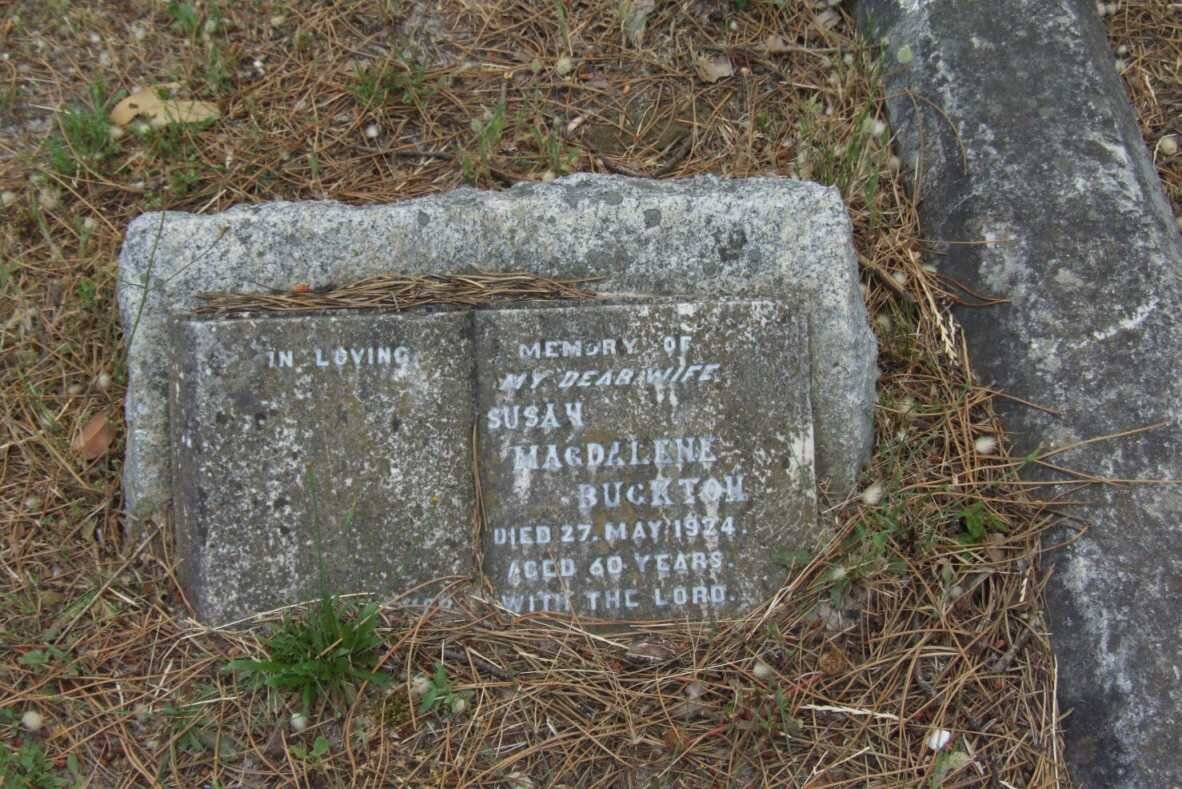 IN LOVING
MEMORY OF
MY DEAR WIFE
SUSAN
MAGDALENE
BUCKTON
DIED 27. MAY 1924.
AGED 60 YEARS.
WITH THE LORD.